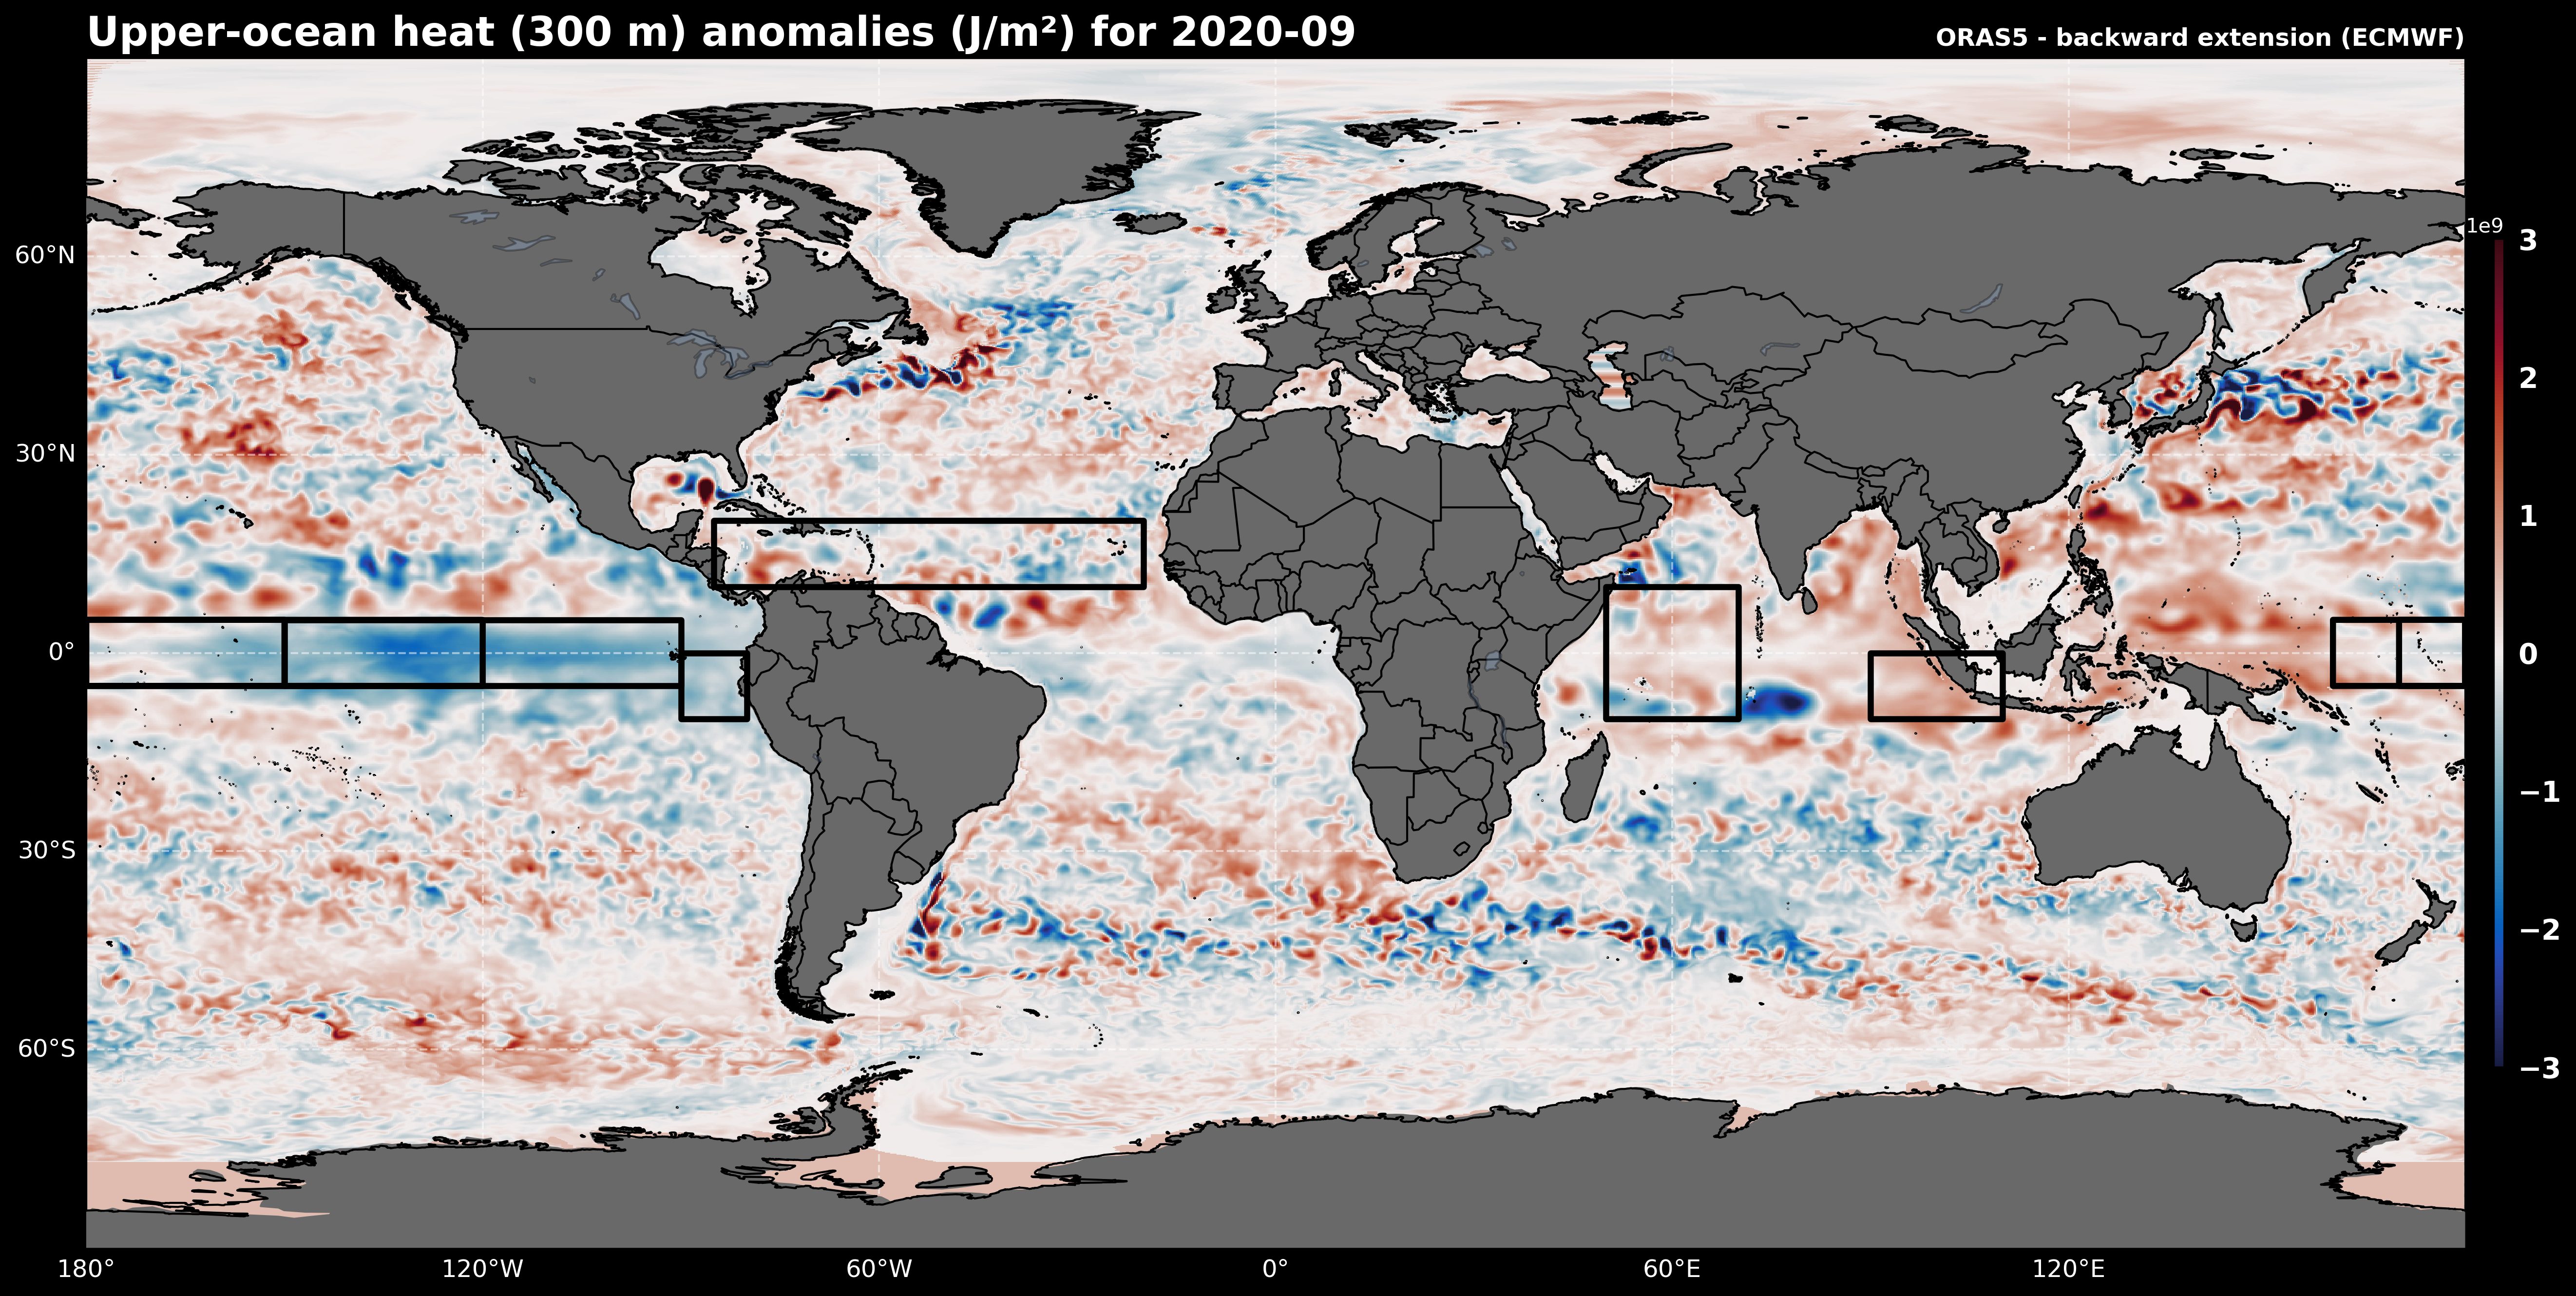 Upper-ocean heat (300 m) anomalies (J/m²) for 2020-09
ORAS5 - backward extension (ECMWF)
1e9
3
2
1
0
−1
−2
−3
60°N
30°N
0°
30°S
60°S
180°
120°W
60°W
0°
60°E
120°E